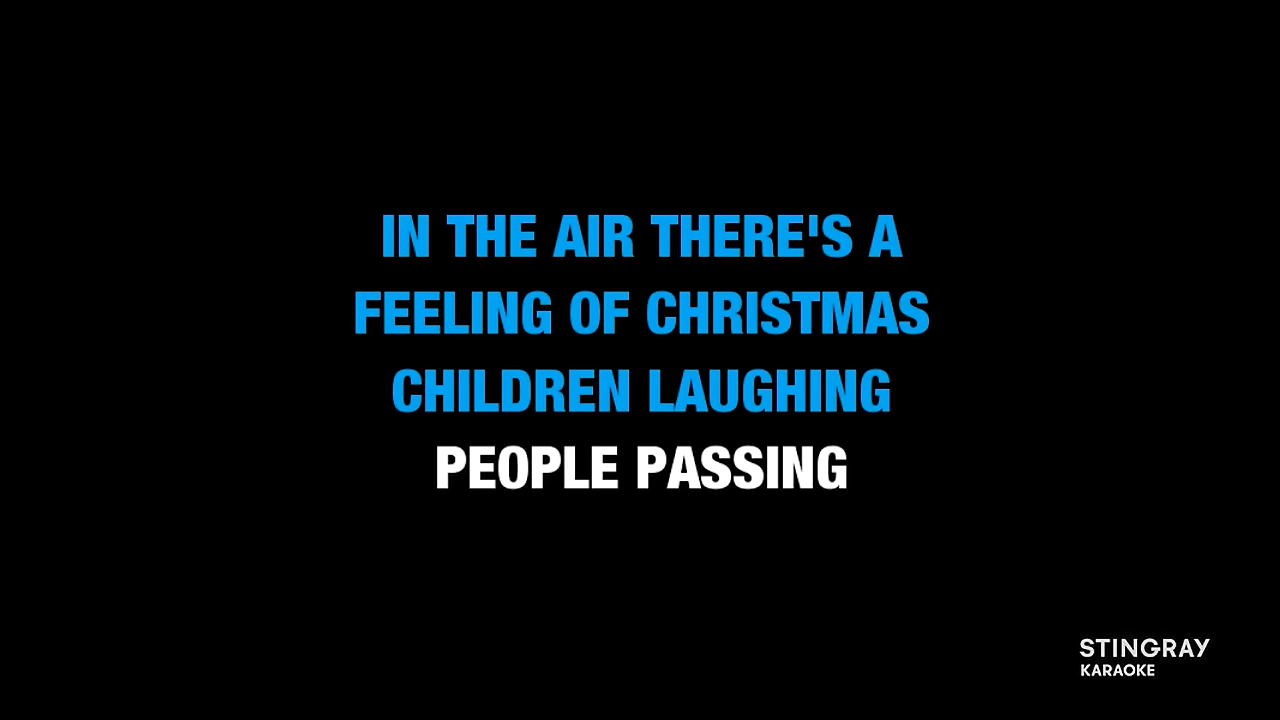 IN THE AIR THERE'S A
FEELING OF CHRISTMAS
CHILDREN LAUGHING
PEOPLE PASSING
STINGRAY
KARAOKE